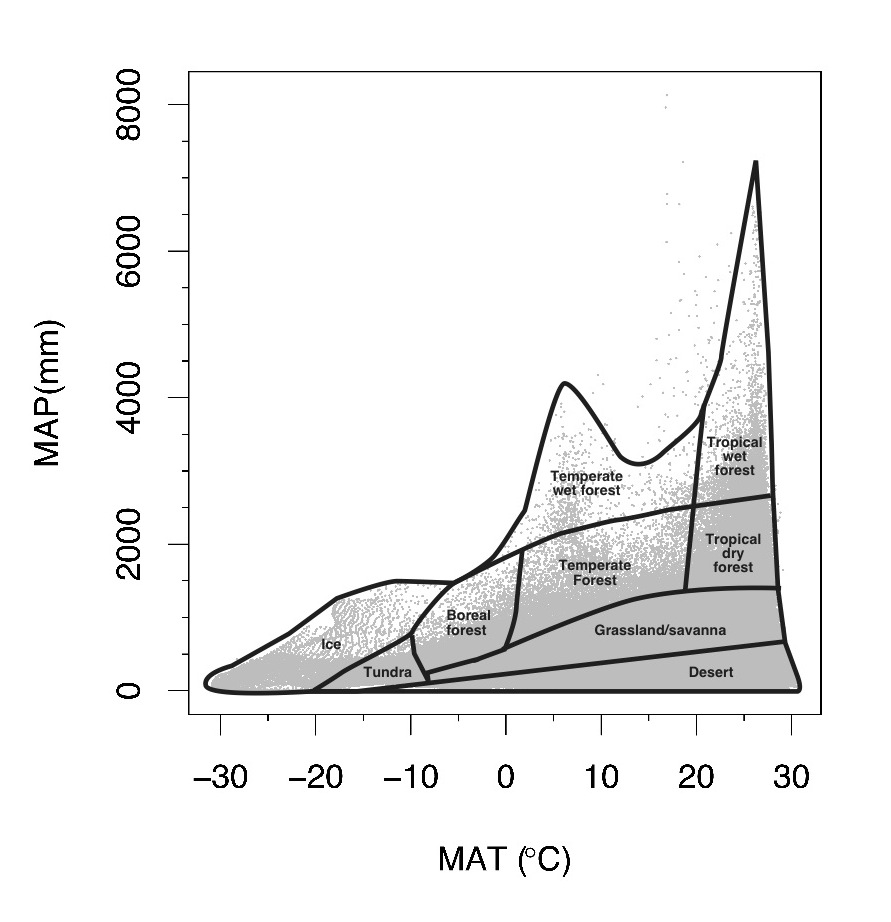 8000
6000
4000
2000
0
MAP(mm)
Tropical
wet
forest
Temperate
wet forest
Tropical
dry
forest
Temperate
Forest
Boreal
forest
Grassland/savanna
Ice
Tundra
Desert
−30 −20 −10 0 10 20 30
MAT (°C)